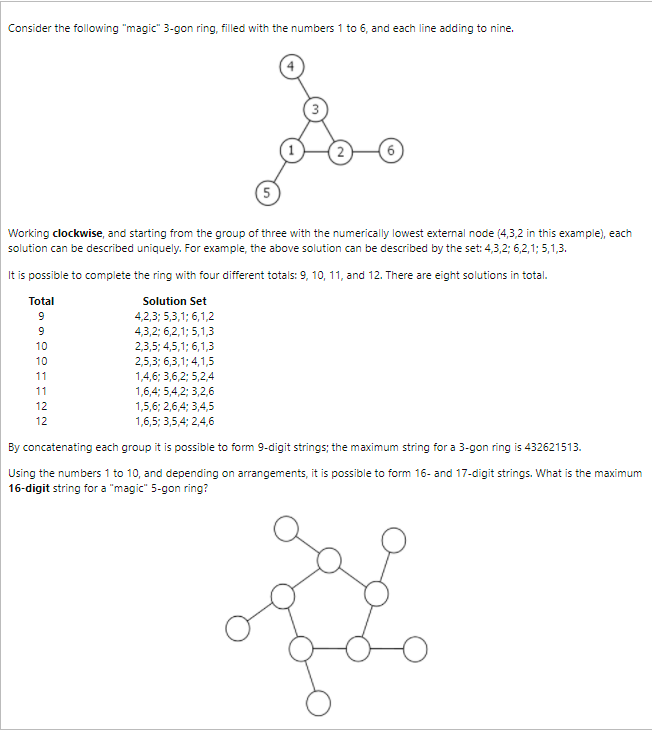 Consider the following "magic" 3-gon ring, filled with the numbers 1 to 6, and each line adding to nine.
4
3
1
2
6
5
Working clockwise, and starting from the group of three with the numerically lowest external node (4,3,2 in this example), each
solution can be described uniquely. For example, the above solution can be described by the set: 4,3,2; 6,2,1; 5,1,3.
It is possible to complete the ring with four different totals: 9, 10, 11, and 12. There are eight solutions in total.
Total Solution Set
9 4,2,3; 5,3,1; 6,1,2
9 4,3,2; 6,2,1; 5,1,3
10 2,3,5; 4,5,1; 6,1,3
10 2,5,3; 6,3,1; 4,1,5
11 1,4,6; 3,6,2; 5,2,4
11 1,6,4; 5,4,2; 3,2,6
12 1,5,6; 2,6,4; 3,4,5
12 1,6,5; 3,5,4; 2,4,6
By concatenating each group it is possible to form 9-digit strings; the maximum string for a 3-gon ring is 432621513.
Using the numbers 1 to 10, and depending on arrangements, it is possible to form 16- and 17-digit strings. What is the maximum
16-digit string for a "magic" 5-gon ring?